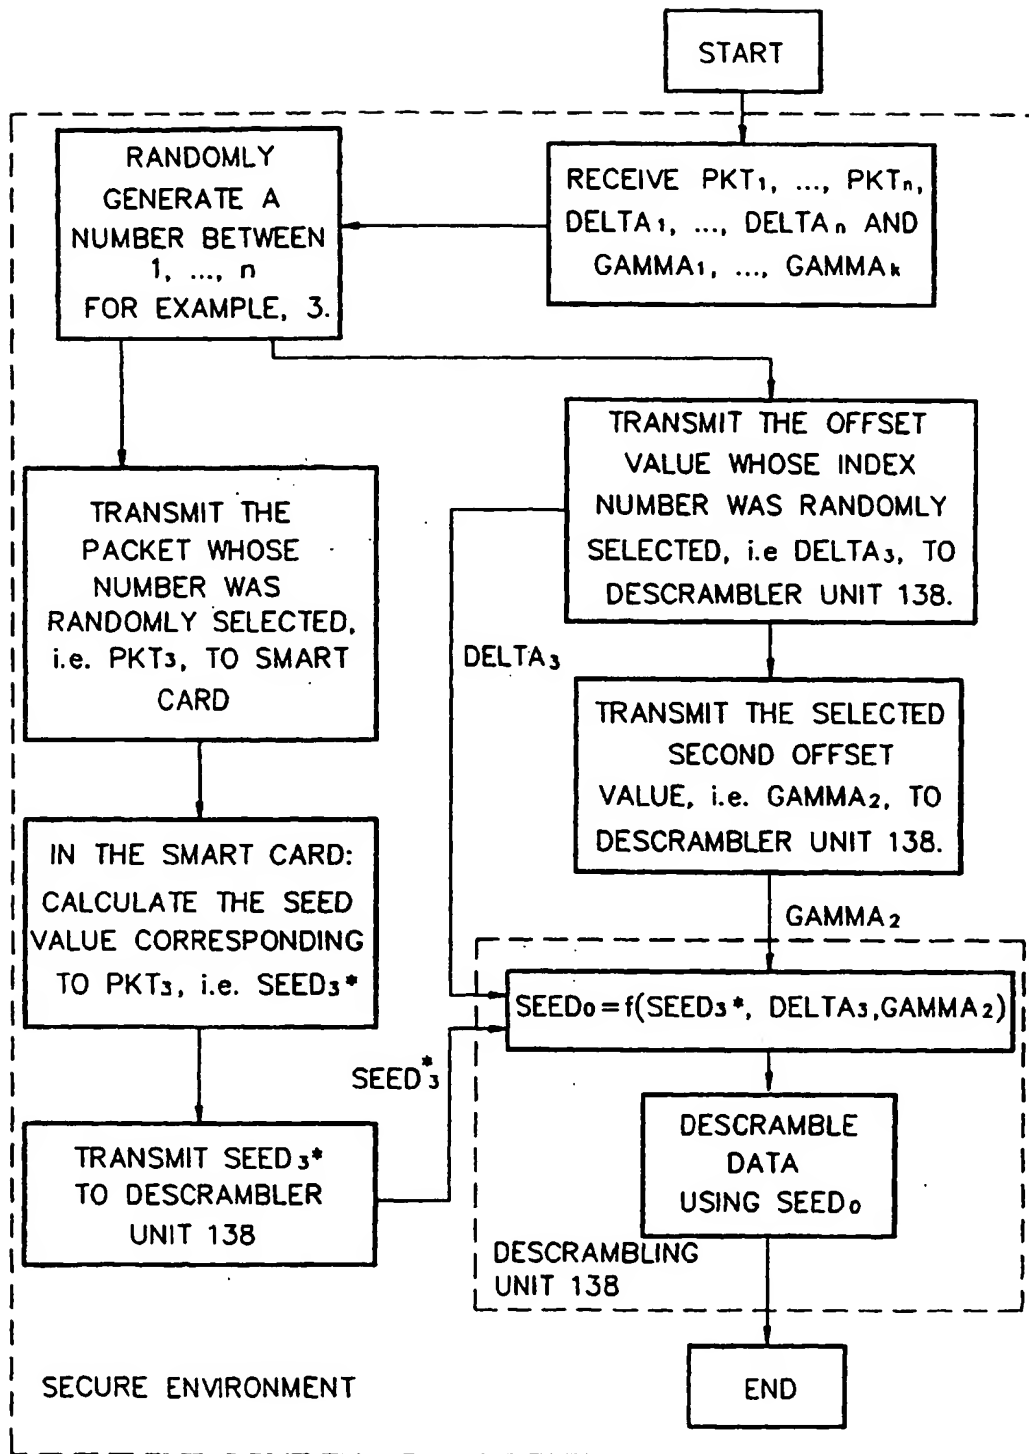 START
RECEIVE PKT₁, ..., PKTₙ,
DELTA₁, ..., DELTAₙ AND
GAMMA₁, ..., GAMMAₖ
RANDOMLY
GENERATE A
NUMBER BETWEEN
1, ..., n
FOR EXAMPLE, 3.
TRANSMIT THE
PACKET WHOSE
NUMBER WAS
RANDOMLY SELECTED,
i.e. PKT₃, TO SMART
CARD
TRANSMIT THE OFFSET
VALUE WHOSE INDEX
NUMBER WAS RANDOMLY
SELECTED, i.e DELTA₃, TO
DESCRAMBLER UNIT 138.
DELTA₃
TRANSMIT THE SELECTED
SECOND OFFSET
VALUE, i.e. GAMMA₂, TO
DESCRAMBLER UNIT 138.
GAMMA₂
IN THE SMART CARD:
CALCULATE THE SEED
VALUE CORRESPONDING
TO PKT₃, i.e. SEED₃*
SEED₀=f(SEED₃*, DELTA₃,GAMMA₂)
SEED₃*
TRANSMIT SEED₃*
TO DESCRAMBLER
UNIT 138
DESCRAMBLE
DATA
USING SEED₀
DESCRAMBLING
UNIT 138
END
SECURE ENVIRONMENT